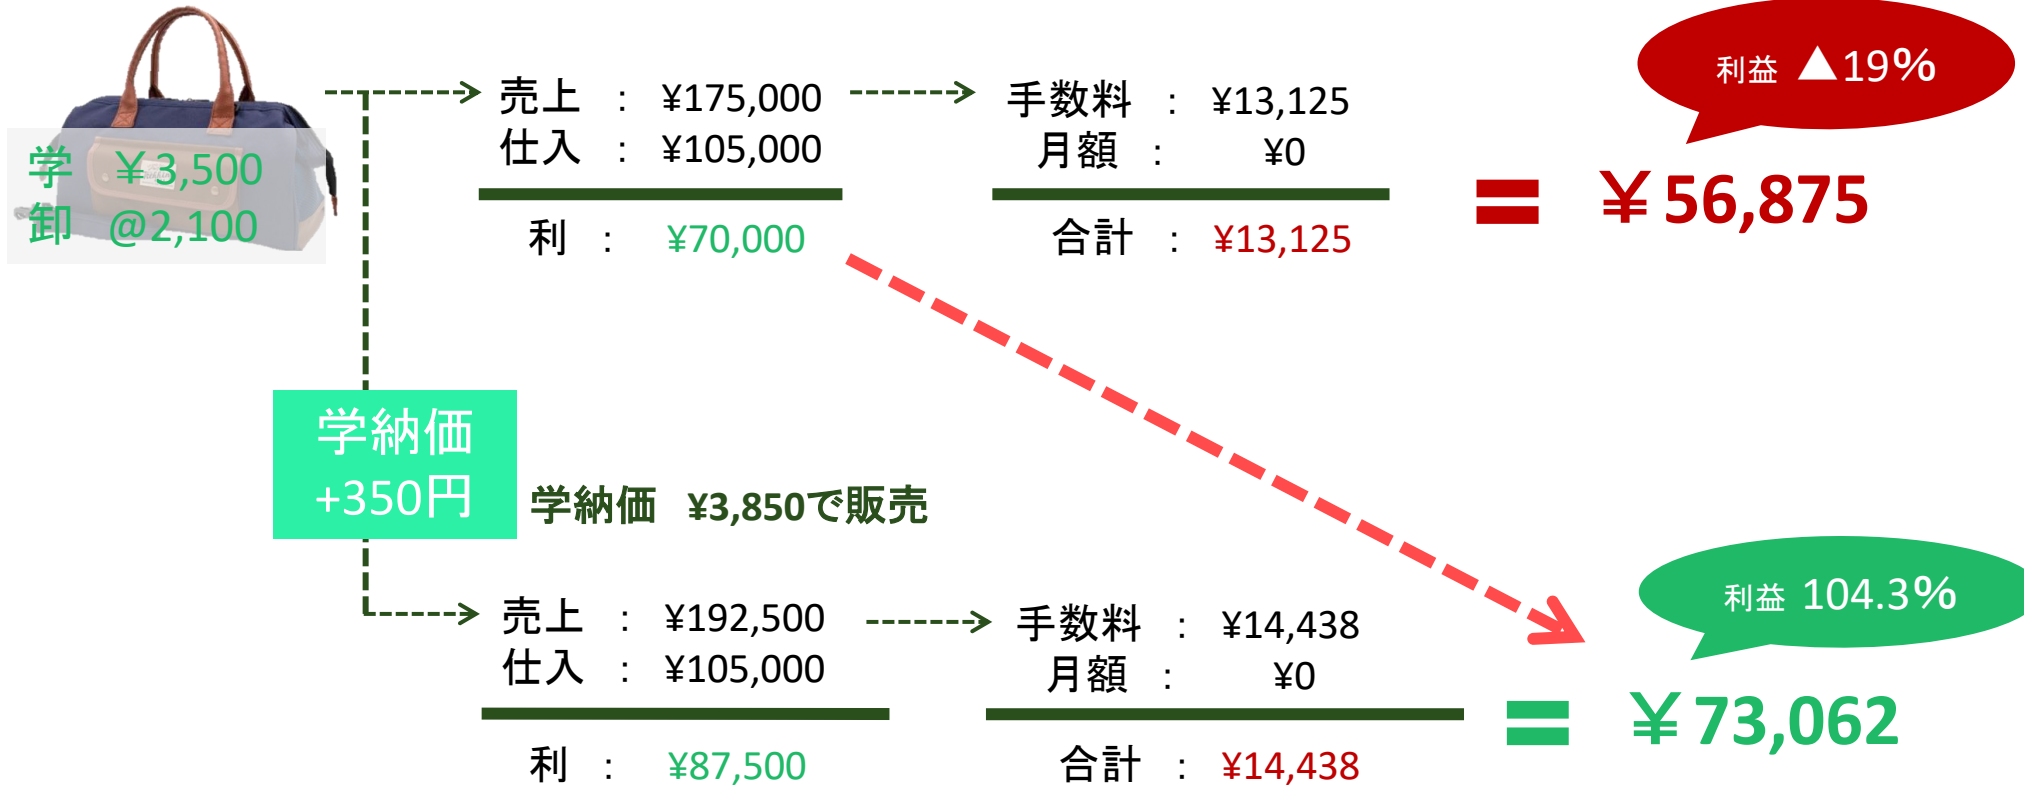 学 ￥3,500
卸 @2,100
売上 : ¥175,000
仕入 : ¥105,000
利 : ¥70,000
手数料 : ¥13,125
月額 : ¥0
合計 : ¥13,125
利益 ▲19%
= ￥56,875
学納価
+350円
学納価 ¥3,850で販売
売上 : ¥192,500
仕入 : ¥105,000
利 : ¥87,500
手数料 : ¥14,438
月額 : ¥0
合計 : ¥14,438
利益 104.3%
= ￥73,062